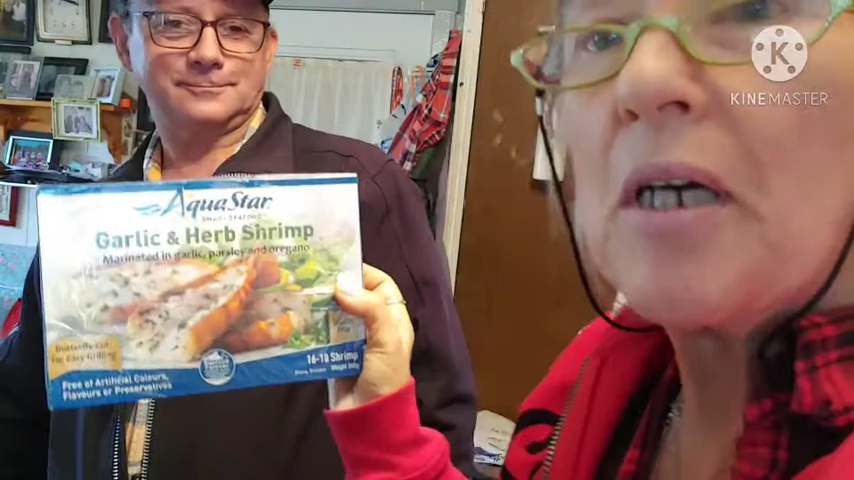 KINEMASTER
AquaStar
SMART SEAFOOD
Garlic & Herb Shrimp
Marinated in garlic, parsley and oregano
Butterfly Cut
for Easy Grilling
Free of Artificial Colours,
Flavours or Preservatives
16-18 Shrimp